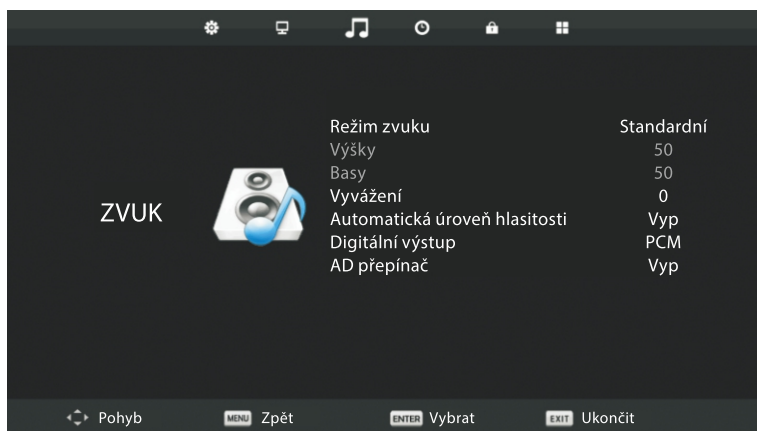 ZVUK
Režim zvuku Standardní
Výšky 50
Basy 50
Vyvážení 0
Automatická úroveň hlasitosti Vyp
Digitální výstup PCM
AD přepínač Vyp
Pohyb MENU Zpět ENTER Vybrat EXIT Ukončit